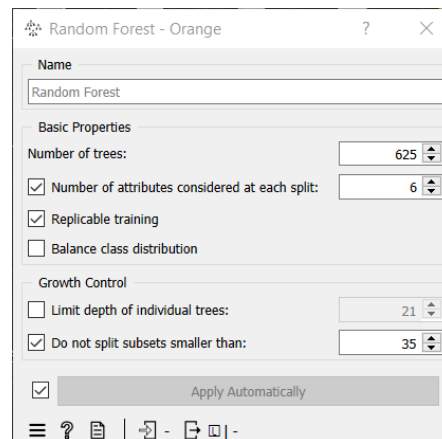 Random Forest - Orange ?
Name
Random Forest
Basic Properties
Number of trees: 625
Number of attributes considered at each split: 6
Replicable training
Balance class distribution
Growth Control
Limit depth of individual trees: 21
Do not split subsets smaller than: 35
Apply Automatically
? | - |-